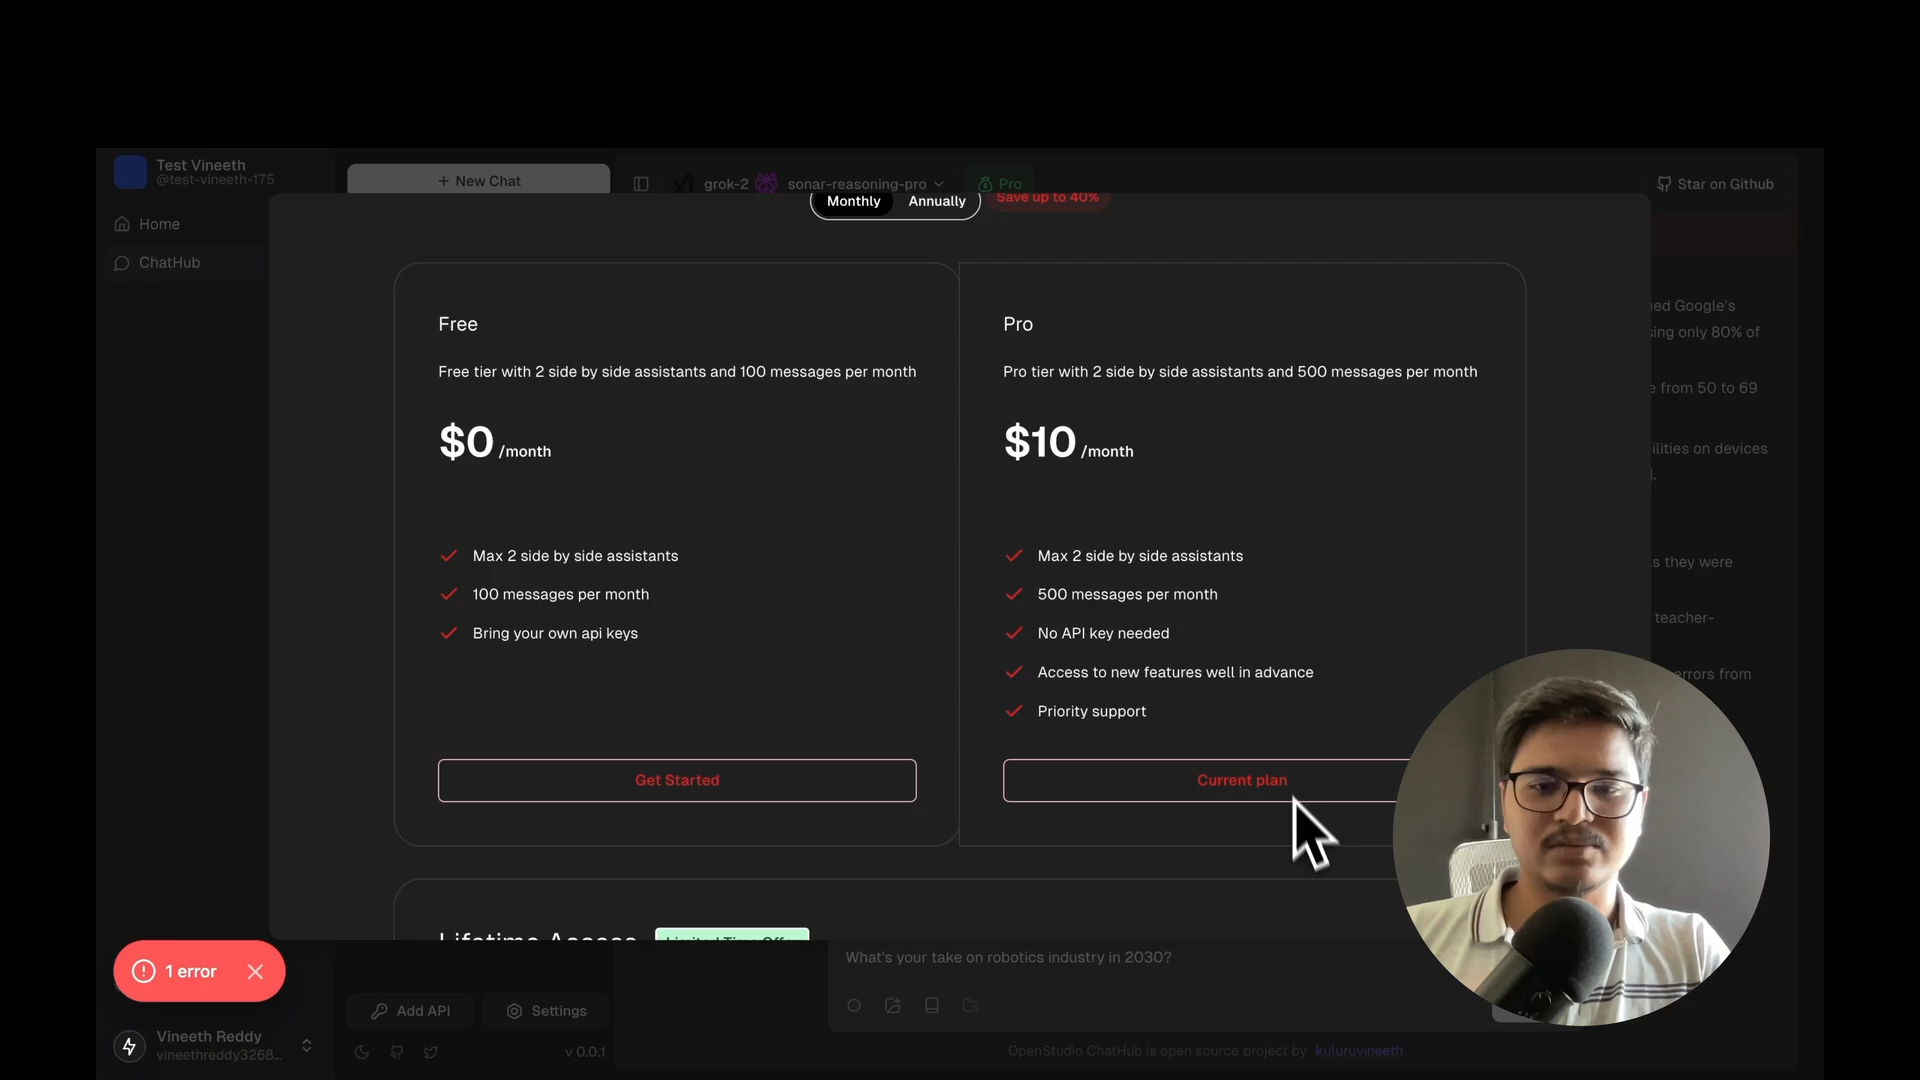 Test Vineeth
@test-vineeth-175
+ New Chat
grok-2 sonar-reasoning-pro
Pro
Star on Github
Home
ChatHub
Monthly Annually
Save up to 40%
Free
Free tier with 2 side by side assistants and 100 messages per month
$0 /month
Max 2 side by side assistants
100 messages per month
Bring your own api keys
Get Started
Pro
Pro tier with 2 side by side assistants and 500 messages per month
$10 /month
Max 2 side by side assistants
500 messages per month
No API key needed
Access to new features well in advance
Priority support
Current plan
Google's
only 80% of
from 50 to 69
on devices
they were
teacher-
errors from
Lifetime Access
Limited Time
1 error
What's your take on robotics industry in 2030?
Add API
Settings
Vineeth Reddy
vineethreddy3268...
v 0.0.1
OpenStudio ChatHub is open source project by kuluruvineeth